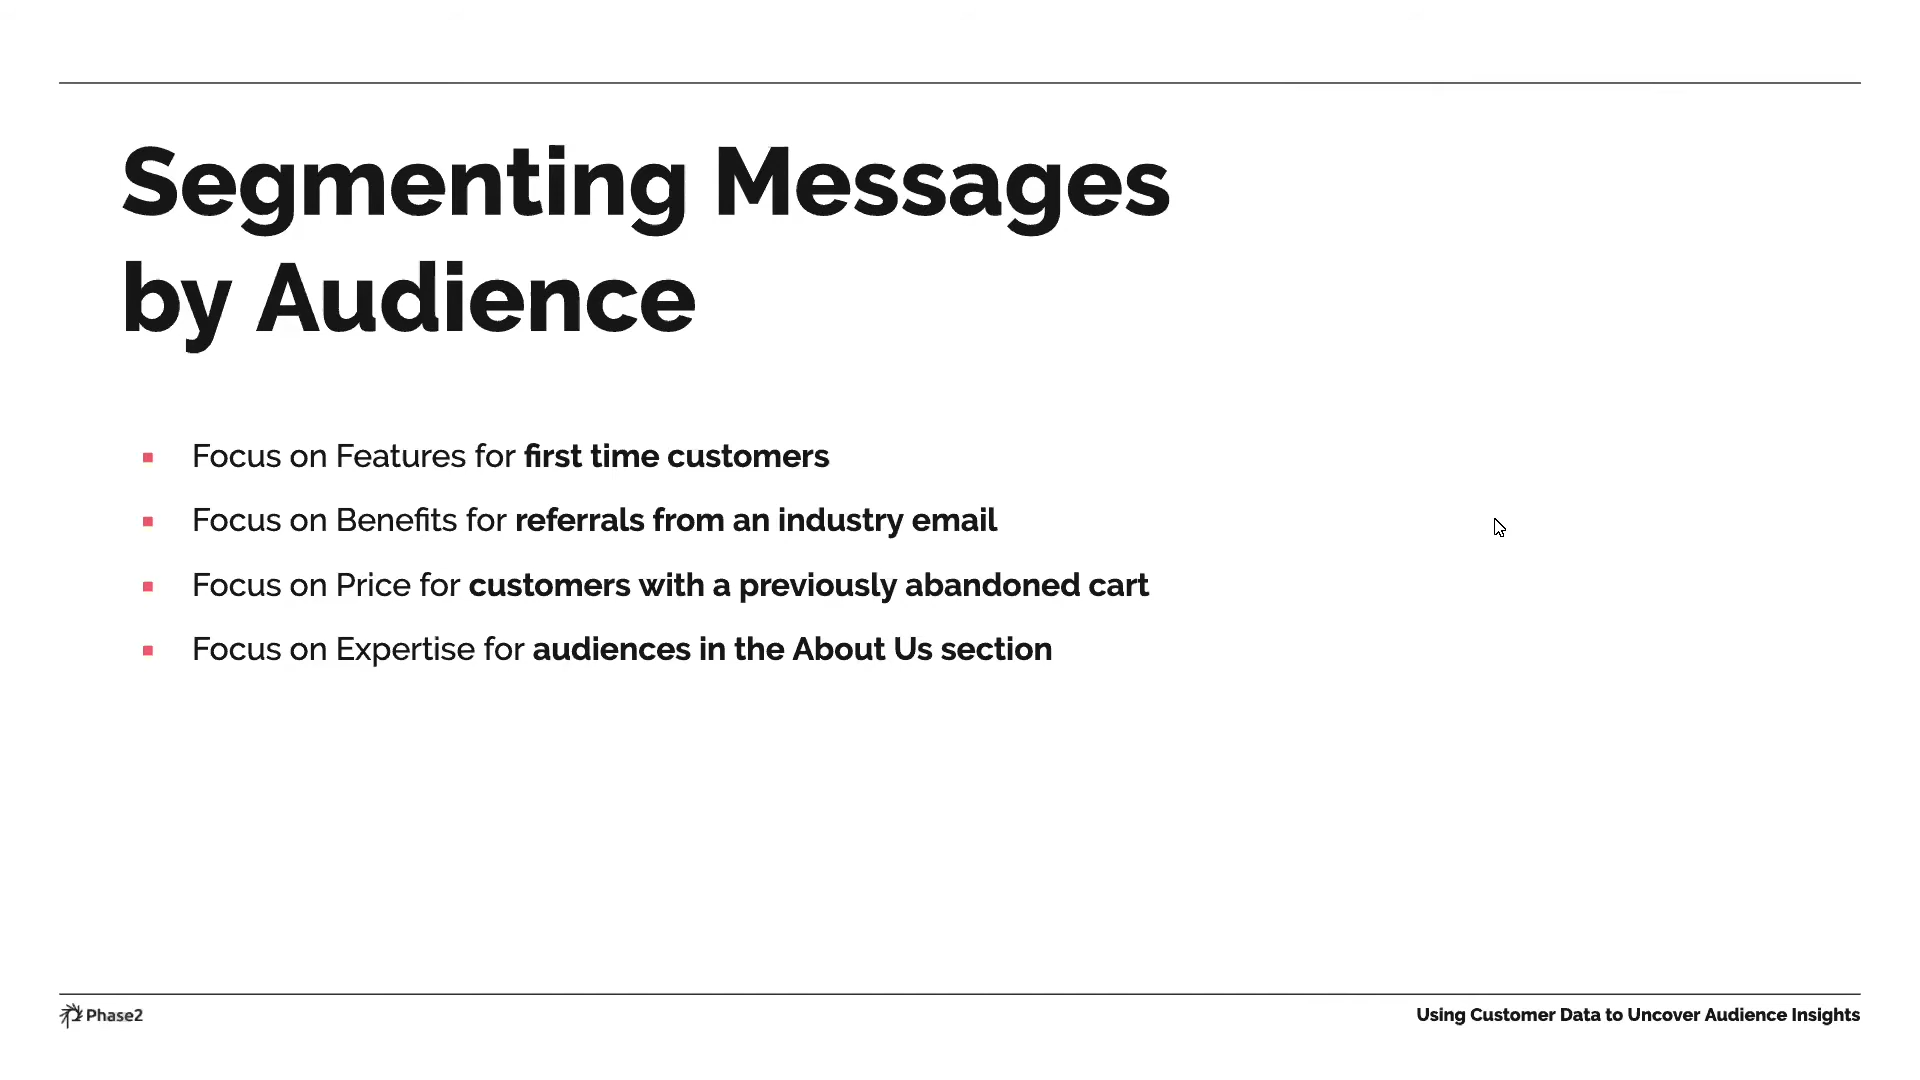 Segmenting Messages
by Audience
Focus on Features for first time customers
Focus on Benefits for referrals from an industry email
Focus on Price for customers with a previously abandoned cart
Focus on Expertise for audiences in the About Us section
Phase2
Using Customer Data to Uncover Audience Insights